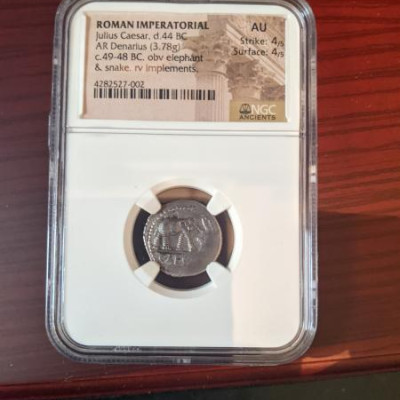 ROMAN IMPERATORIAL
Julius Caesar, d.44 BC
AR Denarius (3.78g)
c.49-48 BC. obv elephant
& snake. rv implements.
4282527-002
AU
Strike: 4/5
Surface: 4/5
NGC
ANCIENTS